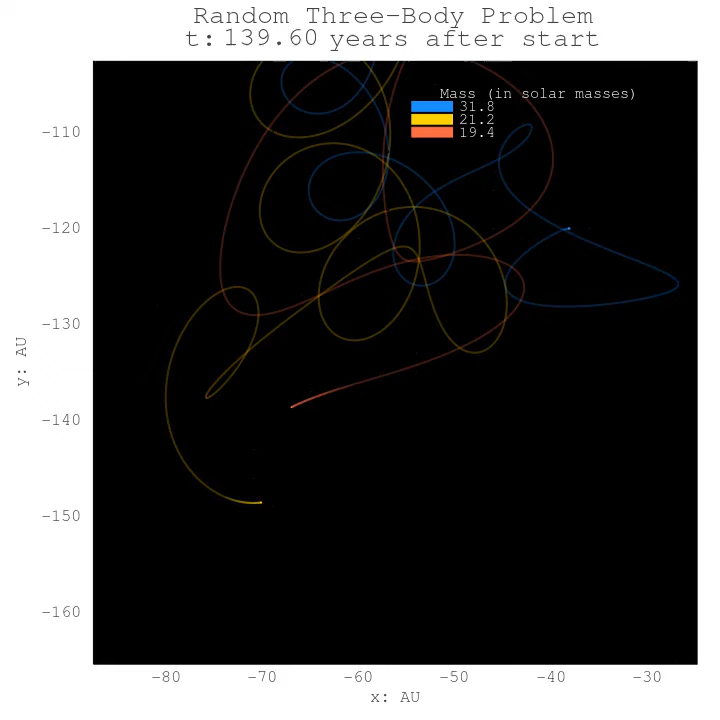 Random Three-Body Problem
t: 139.60 years after start
Mass (in solar masses)
31.8
21.2
19.4
-110
-120
-130
-140
-150
-160
y: AU
-80 -70 -60 -50 -40 -30
x: AU